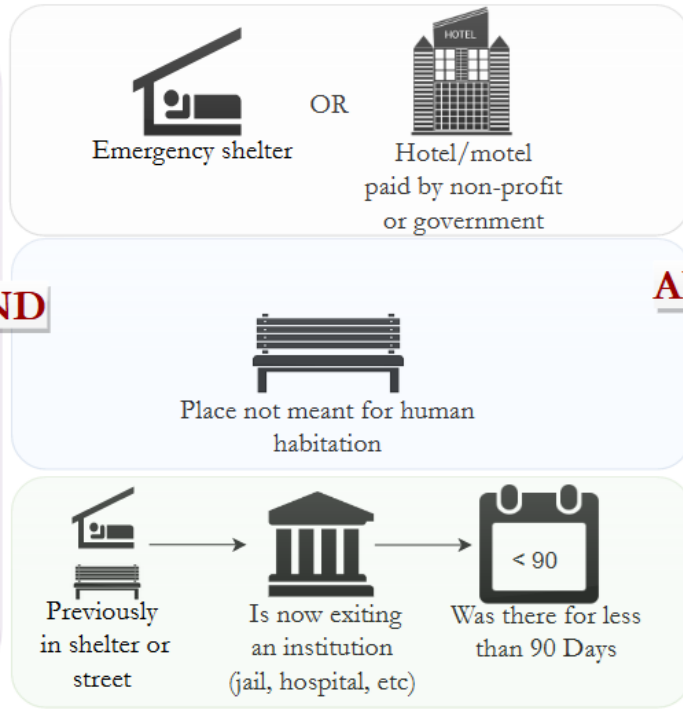 HOTEL
OR
Emergency shelter
Hotel/motel
paid by non-profit
or government
ND
A
Place not meant for human
habitation
< 90
Previously
in shelter or
street
Is now exiting
an institution
(jail, hospital, etc)
Was there for less
than 90 Days